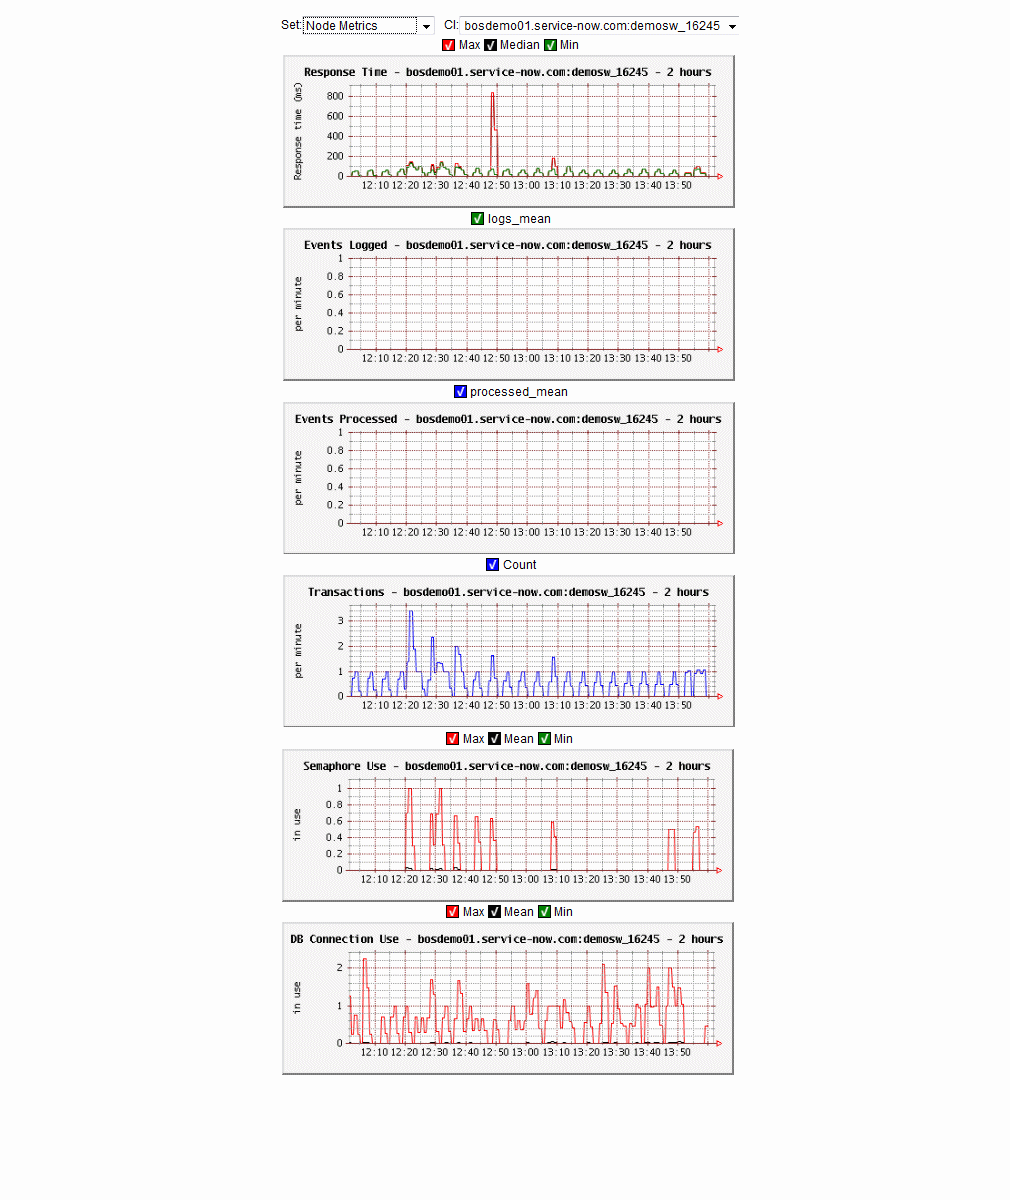 Set: Node Metrics CI: bosdemo01.service-now.com:demosw_16245
Max Median Min
Response Time - bosdemo01.service-now.com:demosw_16245 - 2 hours
Response time (ms)
800
600
400
200
0
12:10 12:20 12:30 12:40 12:50 13:00 13:10 13:20 13:30 13:40 13:50
logs_mean
Events Logged - bosdemo01.service-now.com:demosw_16245 - 2 hours
per minute
1
0.8
0.6
0.4
0.2
0
12:10 12:20 12:30 12:40 12:50 13:00 13:10 13:20 13:30 13:40 13:50
processed_mean
Events Processed - bosdemo01.service-now.com:demosw_16245 - 2 hours
per minute
1
0.8
0.6
0.4
0.2
0
12:10 12:20 12:30 12:40 12:50 13:00 13:10 13:20 13:30 13:40 13:50
Count
Transactions - bosdemo01.service-now.com:demosw_16245 - 2 hours
per minute
3
2
1
0
12:10 12:20 12:30 12:40 12:50 13:00 13:10 13:20 13:30 13:40 13:50
Max Mean Min
Semaphore Use - bosdemo01.service-now.com:demosw_16245 - 2 hours
in use
1
0.8
0.6
0.4
0.2
0
12:10 12:20 12:30 12:40 12:50 13:00 13:10 13:20 13:30 13:40 13:50
Max Mean Min
DB Connection Use - bosdemo01.service-now.com:demosw_16245 - 2 hours
in use
2
1
0
12:10 12:20 12:30 12:40 12:50 13:00 13:10 13:20 13:30 13:40 13:50